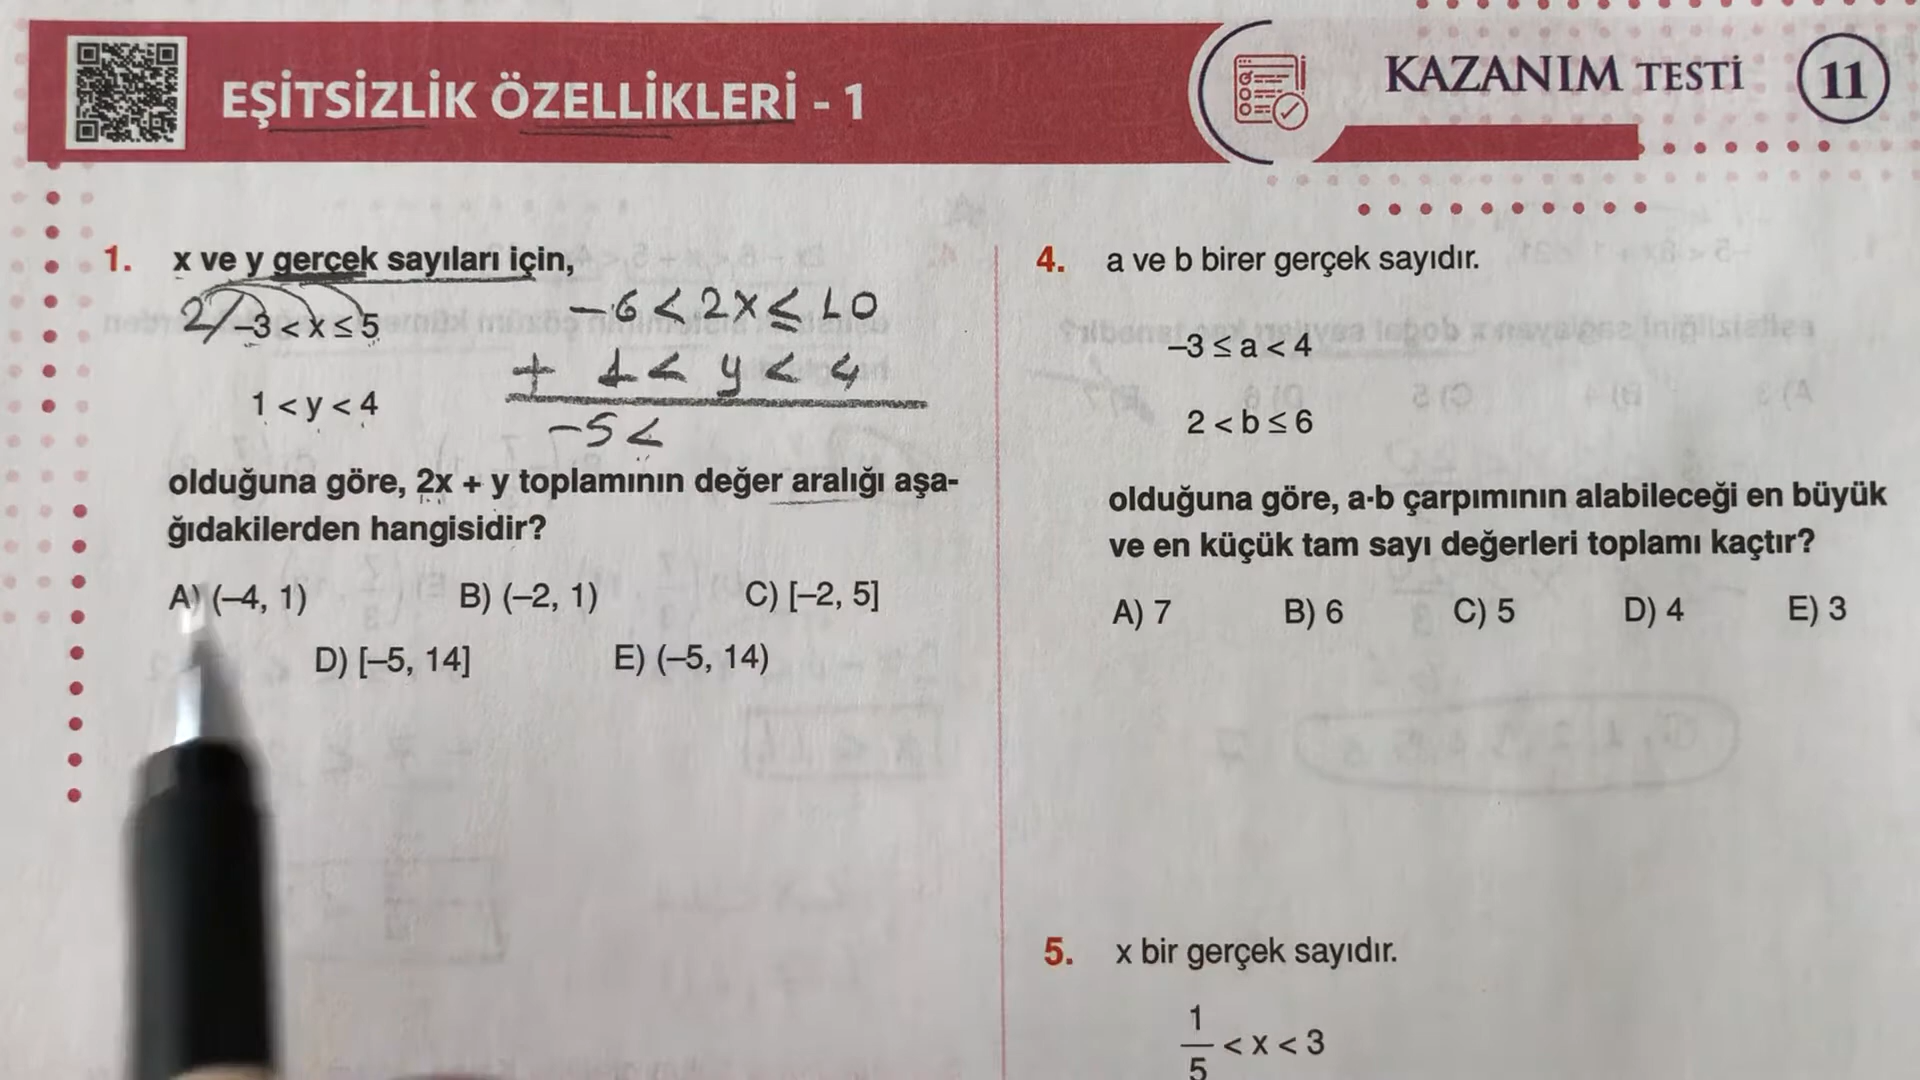 EŞİTSİZLİK ÖZELLİKLERİ - 1
KAZANIM TESTİ
11
1. x ve y gerçek sayıları için,
2/ –3 < x ≤ 5
1 < y < 4
–6 < 2x ≤ 10
+ 1 < y < 4
–5 <
olduğuna göre, 2x + y toplamının değer aralığı aşa-
ğıdakilerden hangisidir?
A) (–4, 1) B) (–2, 1) C) [–2, 5]
D) [–5, 14] E) (–5, 14)
4. a ve b birer gerçek sayıdır.
–3 ≤ a < 4
2 < b ≤ 6
olduğuna göre, a·b çarpımının alabileceği en büyük
ve en küçük tam sayı değerleri toplamı kaçtır?
A) 7 B) 6 C) 5 D) 4 E) 3
5. x bir gerçek sayıdır.
1/5 < x < 3